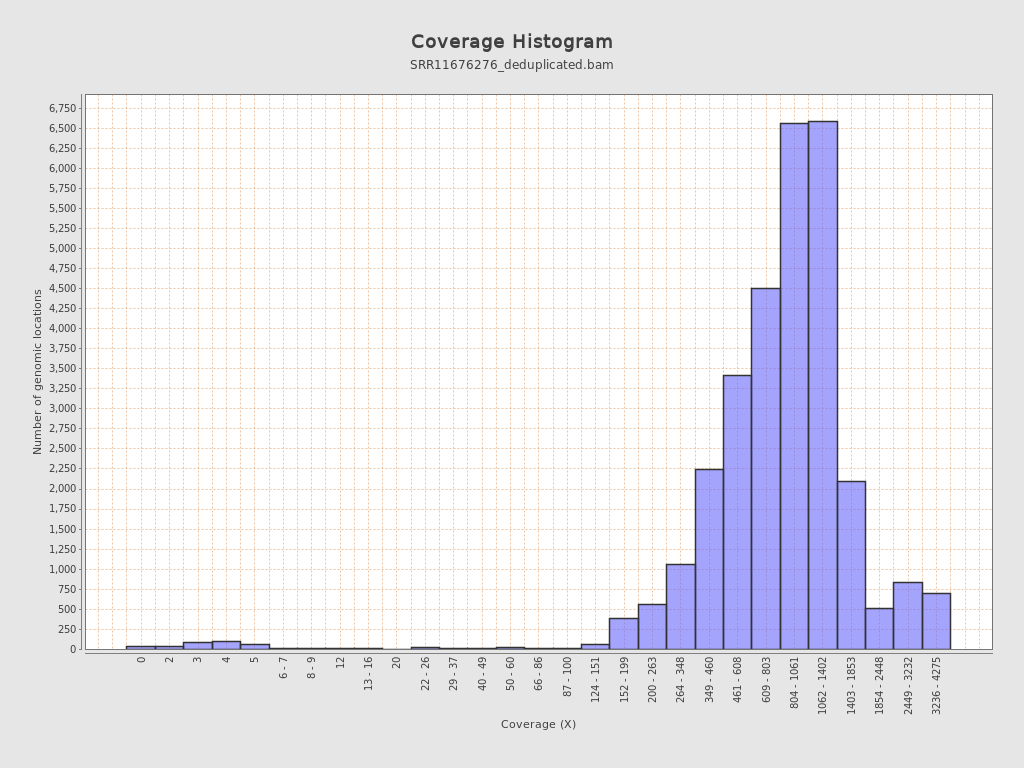 Coverage Histogram
SRR11676276_deduplicated.bam
6,750
6,500
6,250
6,000
5,750
5,500
5,250
5,000
4,750
4,500
4,250
4,000
3,750
3,500
3,250
3,000
2,750
2,500
2,250
2,000
1,750
1,500
1,250
1,000
750
500
250
0
Number of genomic locations
0
2
3
4
5
6 - 7
8 - 9
12
13 - 16
20
22 - 26
29 - 37
40 - 49
50 - 60
66 - 86
87 - 100
124 - 151
152 - 199
200 - 263
264 - 348
349 - 460
461 - 608
609 - 803
804 - 1061
1062 - 1402
1403 - 1853
1854 - 2448
2449 - 3232
3236 - 4275
Coverage (X)